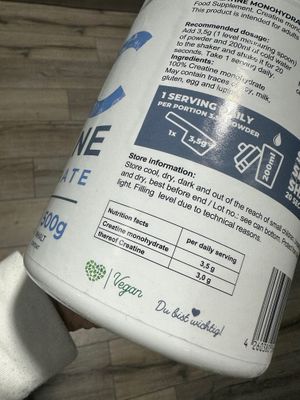 Food Supplement. Creatine monohydr
This product is intended for adult
Recommended dosage:
Add 3,5g (1 level measuring spoon)
of powder and 200ml of cold water
to the shaker and shake it for 20
seconds. Take 1 serving daily.
Ingredients:
100% Creatine monohydrate
May contain traces of milk,
gluten, egg and
1 SERVING DAILY
PER PORTION 3,5g POWDER
1x
3,5g
200ml
20 SEC
Store information:
Store cool, dry, dark and out of the reach of small
and dry, best before end / Lot no.: see can bottom. Protect
light. Filling level due to technical reasons.
Nutrition facts
per daily serving
Creatine monohydrate
3,5 g
thereof Creatine
3,0 g
Vegan
Du bist wichtig!
NE
ATE
500g